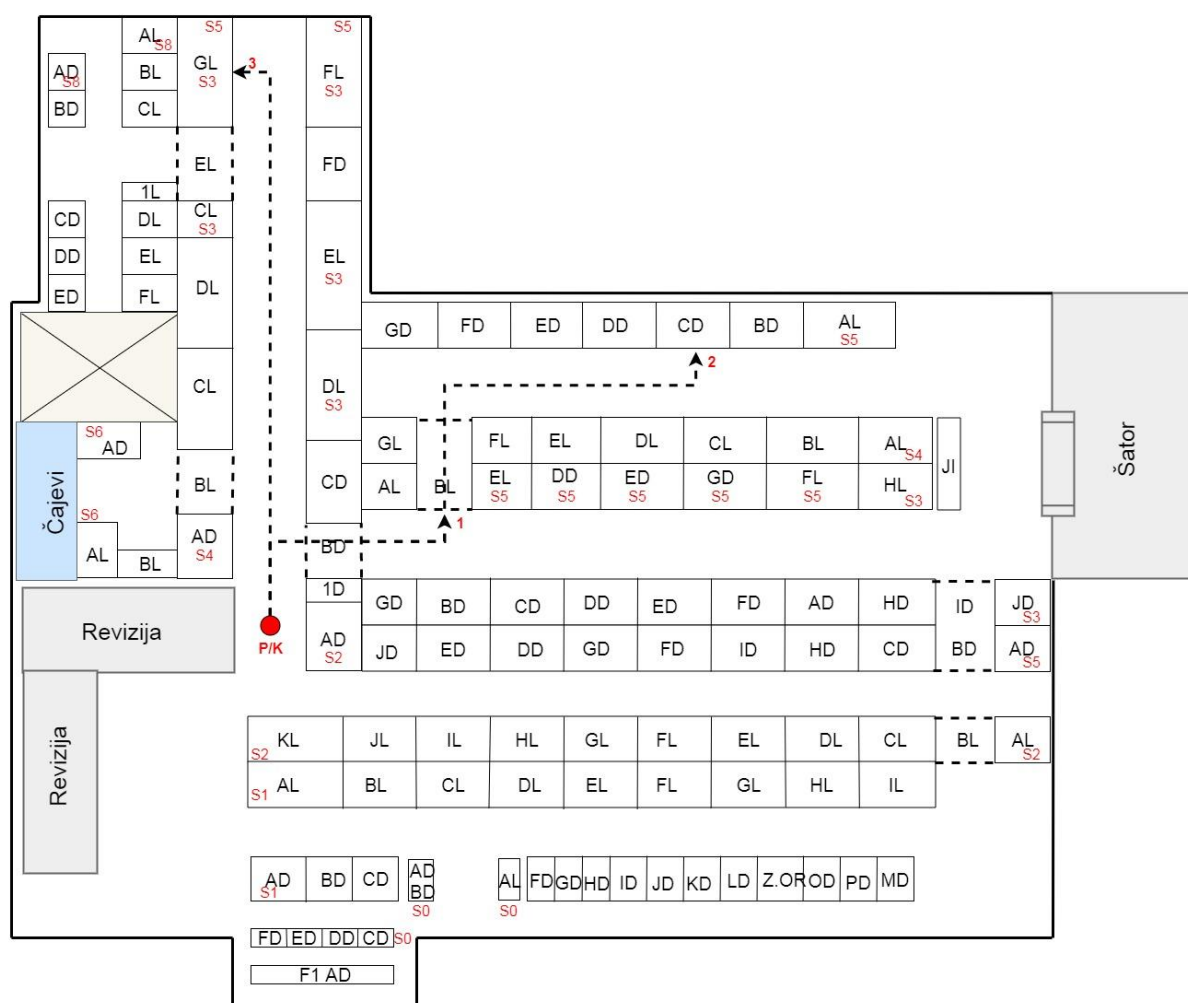 S5
S5
AL
S8
GL
S3
FL
S3
AD
S8
BL
BD
CL
EL
FD
1L
CD
DL
CL
S3
DD
EL
DL
EL
S3
ED
FL
GD
FD
ED
DD
CD
BD
AL
S5
3
2
CL
DL
S3
S6
AD
GL
FL
EL
DL
CL
BL
AL
S4
JI
Šator
Čajevi
BL
CD
AL
BL
EL
S5
DD
S5
ED
S5
GD
S5
FL
S5
HL
S3
S6
AL
BL
AD
S4
1
BD
1D
GD
BD
CD
DD
ED
FD
AD
HD
ID
JD
S3
Revizija
P/K
AD
S2
JD
ED
DD
GD
FD
ID
HD
CD
BD
AD
S5
Revizija
S2
KL
JL
IL
HL
GL
FL
EL
DL
CL
BL
AL
S2
S1
AL
BL
CL
DL
EL
FL
GL
HL
IL
AD
S1
BD
CD
AD
BD
S0
AL
S0
FD
GD
HD
ID
JD
KD
LD
Z.OR
OD
PD
MD
FD
ED
DD
CD
S0
F1 AD